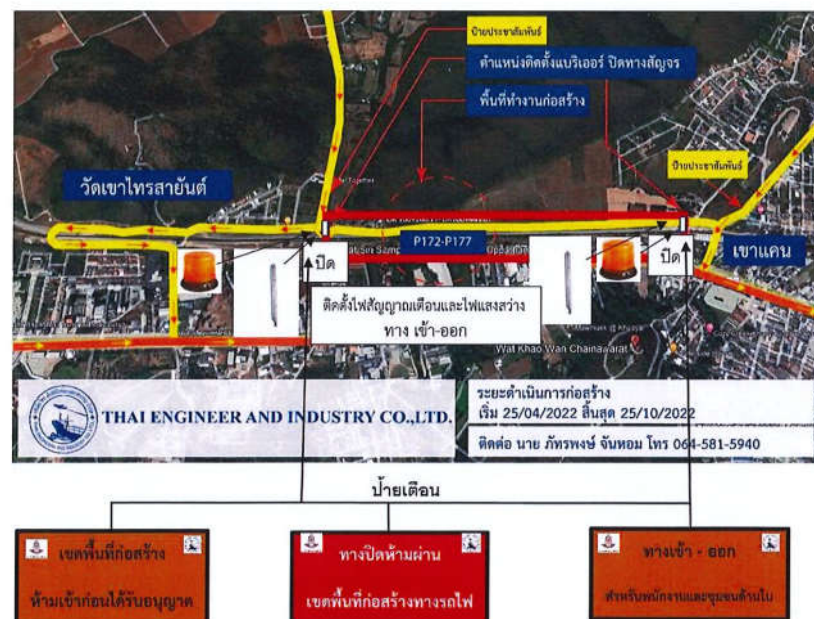 ป้ายประชาสัมพันธ์
ตำแหน่งติดตั้งแบริเออร์ ปิดทางสัญจร
พื้นที่ทำงานก่อสร้าง
ป้ายประชาสัมพันธ์
วัดเขาไทรสายันต์
P172-P177
เขาแคน
ปิด
ปิด
ติดตั้งไฟสัญญาณเตือนและไฟแสงสว่าง
ทาง เข้า-ออก
Wat Khao Wan Chainawarat
THAI ENGINEER AND INDUSTRY CO.,LTD.
ระยะดำเนินการก่อสร้าง
เริ่ม 25/04/2022 สิ้นสุด 25/10/2022
ติดต่อ นาย ภัทรพงษ์ จันหอม โทร 064-581-5940
ป้ายเตือน
เขตพื้นที่ก่อสร้าง
ห้ามเข้าก่อนได้รับอนุญาต
ทางปิดห้ามผ่าน
เขตพื้นที่ก่อสร้างทางรถไฟ
ทางเข้า - ออก
สำหรับพนักงานและชุมชนด้านใน